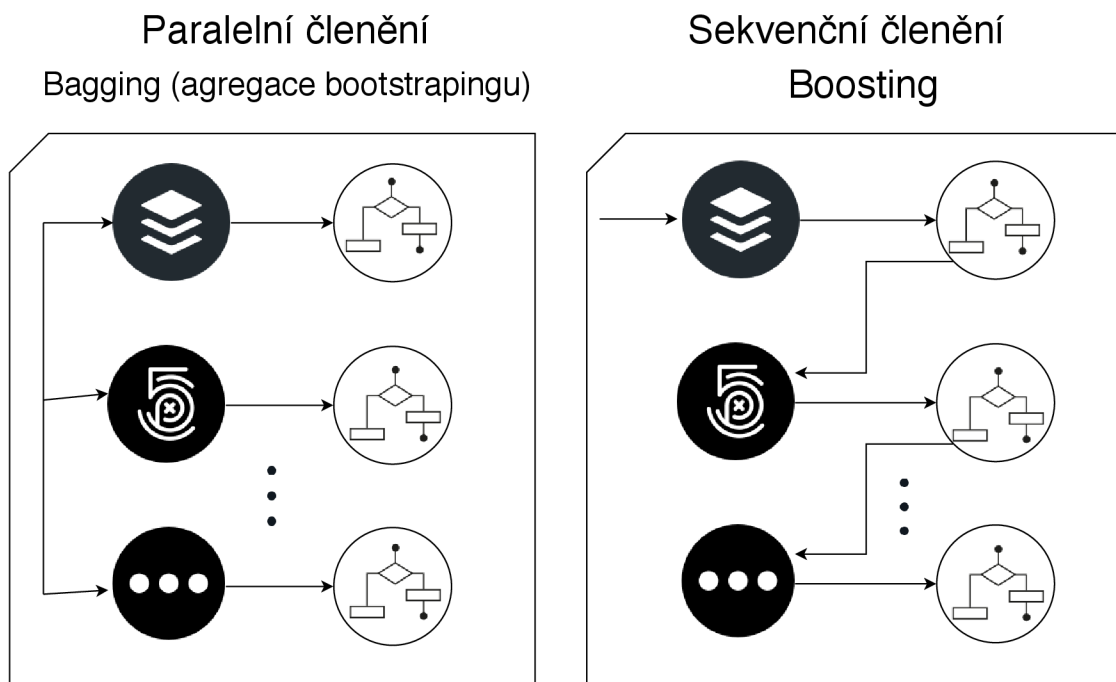 Paralelní členění
Bagging (agregace bootstrapingu)
Sekvenční členění
Boosting